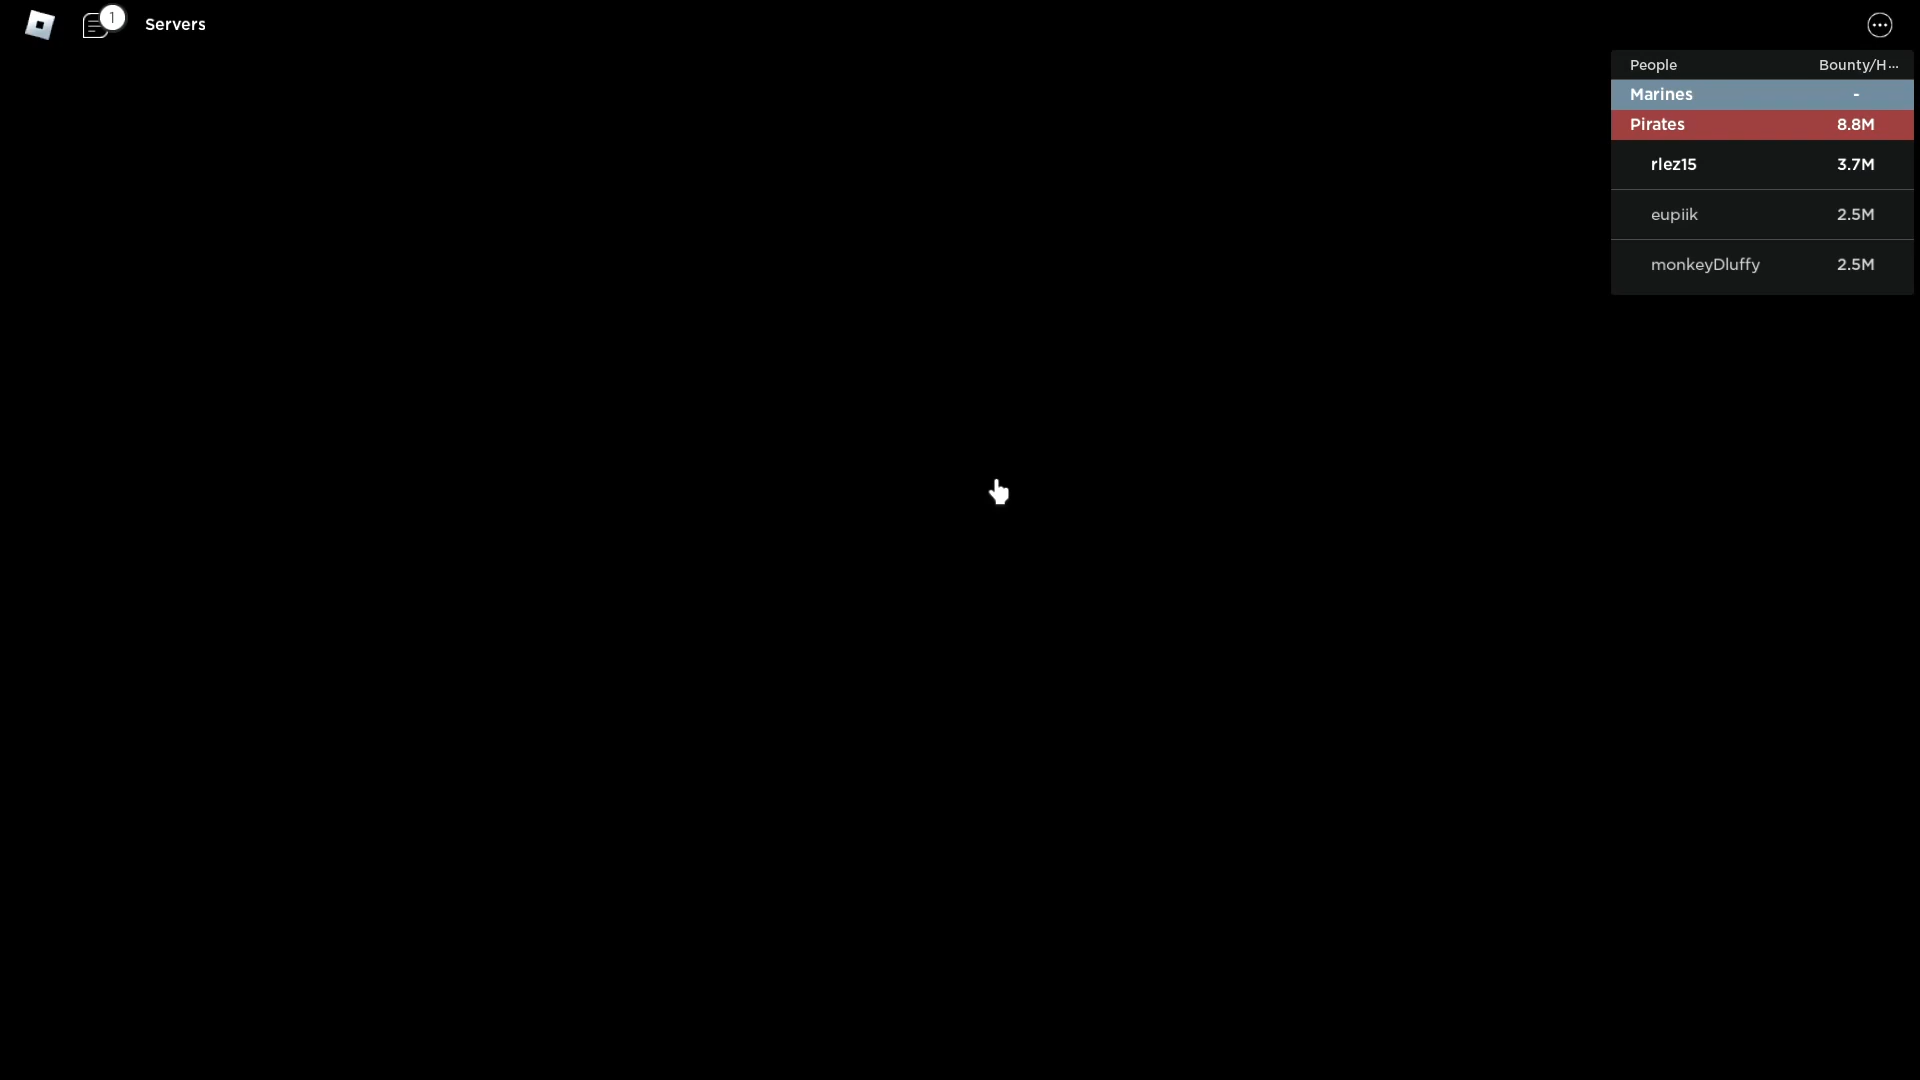 1
Servers
People Bounty/H...
Marines -
Pirates 8.8M
rlez15 3.7M
eupiik 2.5M
monkeyDluffy 2.5M